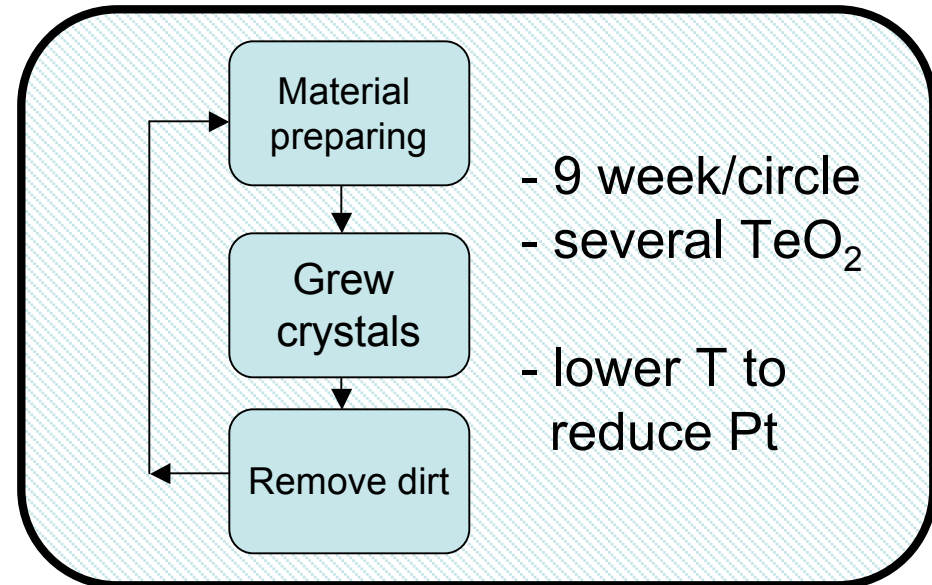 Material
preparing
Grew
crystals
Remove dirt
- 9 week/circle
- several TeO₂
- lower T to
reduce Pt